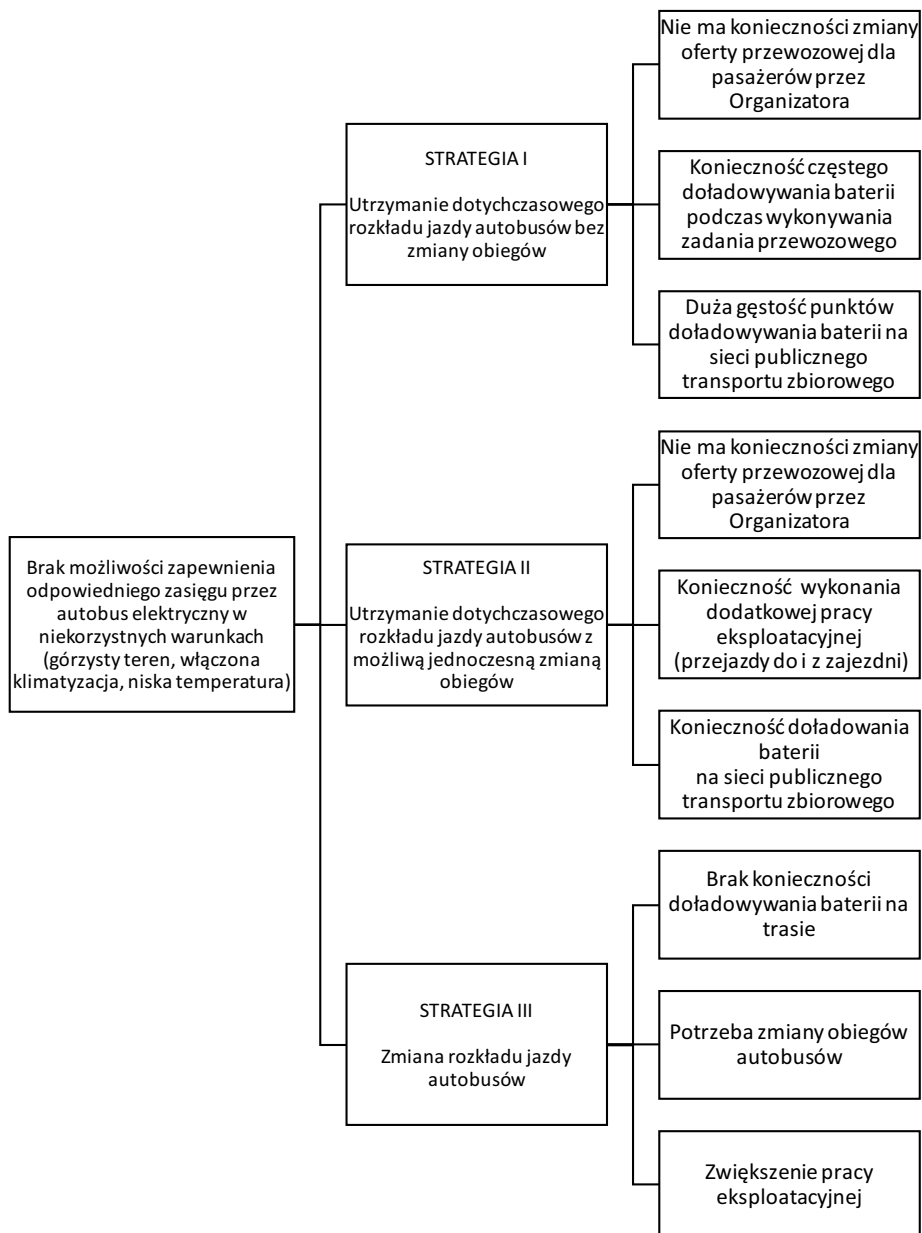 Nie ma konieczności zmiany
oferty przewozowej dla
pasażerów przez
Organizatora
STRATEGIA I
Utrzymanie dotychczasowego
rozkładu jazdy autobusów bez
zmiany obiegów
Konieczność częstego
doładowywania baterii
podczas wykonywania
zadania przewozowego
Duża gęstość punktów
doładowywania baterii na
sieci publicznego
transportu zbiorowego
Brak możliwości zapewnienia
odpowiedniego zasięgu przez
autobus elektryczny w
niekorzystnych warunkach
(górzysty teren, włączona
klimatyzacja, niska temperatura)
Nie ma konieczności zmiany
oferty przewozowej dla
pasażerów przez
Organizatora
STRATEGIA II
Utrzymanie dotychczasowego
rozkładu jazdy autobusów z
możliwą jednoczesną zmianą
obiegów
Konieczność wykonania
dodatkowej pracy
eksploatacyjnej
(przejazdy do i z zajezdni)
Konieczność doładowania
baterii
na sieci publicznego
transportu zbiorowego
Brak konieczności
doładowywania baterii na
trasie
STRATEGIA III
Zmiana rozkładu jazdy
autobusów
Potrzeba zmiany obiegów
autobusów
Zwiększenie pracy
eksploatacyjnej